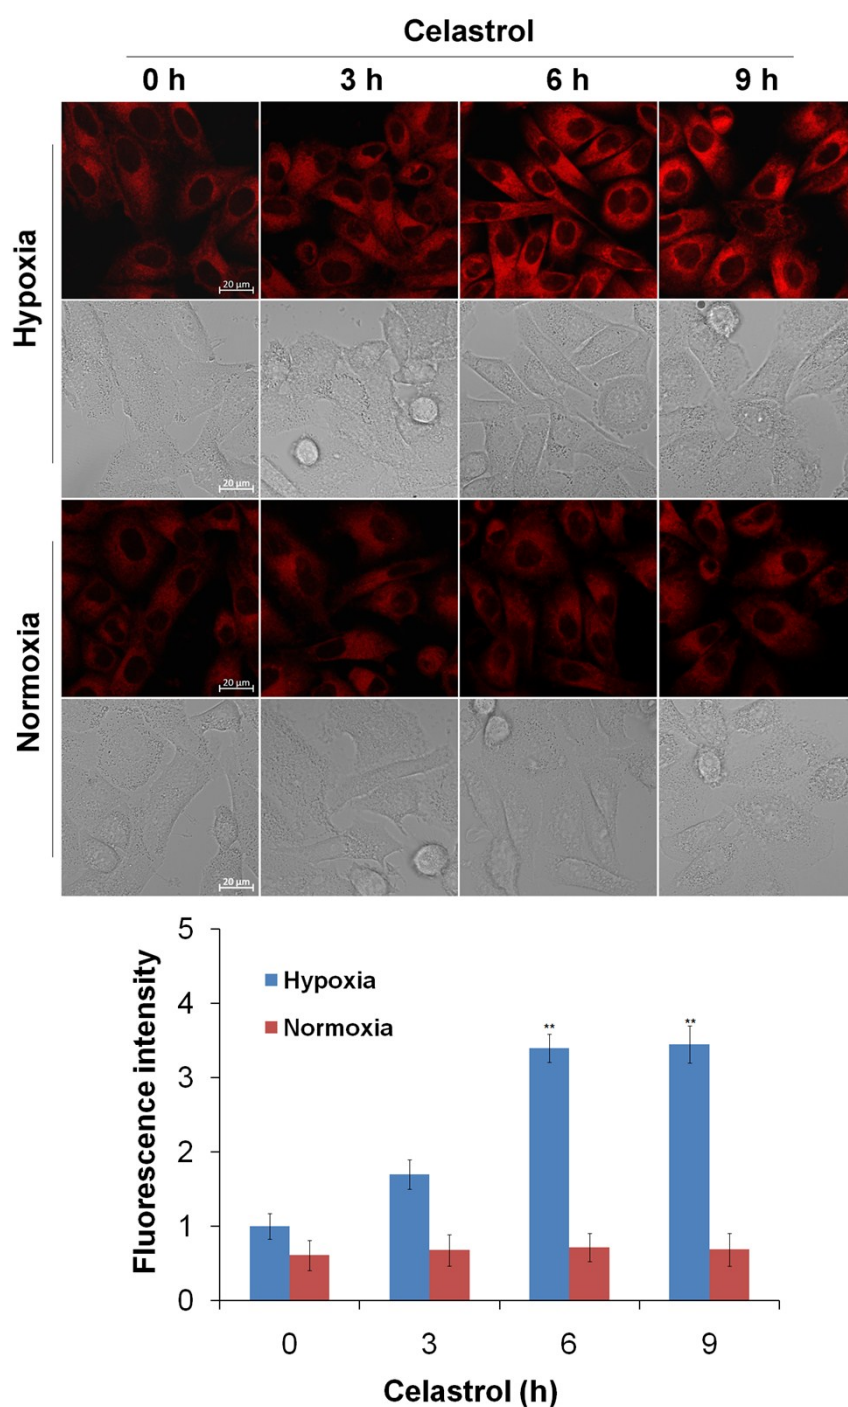 Celastrol
0 h 3 h 6 h 9 h
Hypoxia
20 μm
20 μm
Normoxia
20 μm
20 μm
5
4
3
2
1
0
Fluorescence intensity
Hypoxia
Normoxia
**
**
0 3 6 9
Celastrol (h)